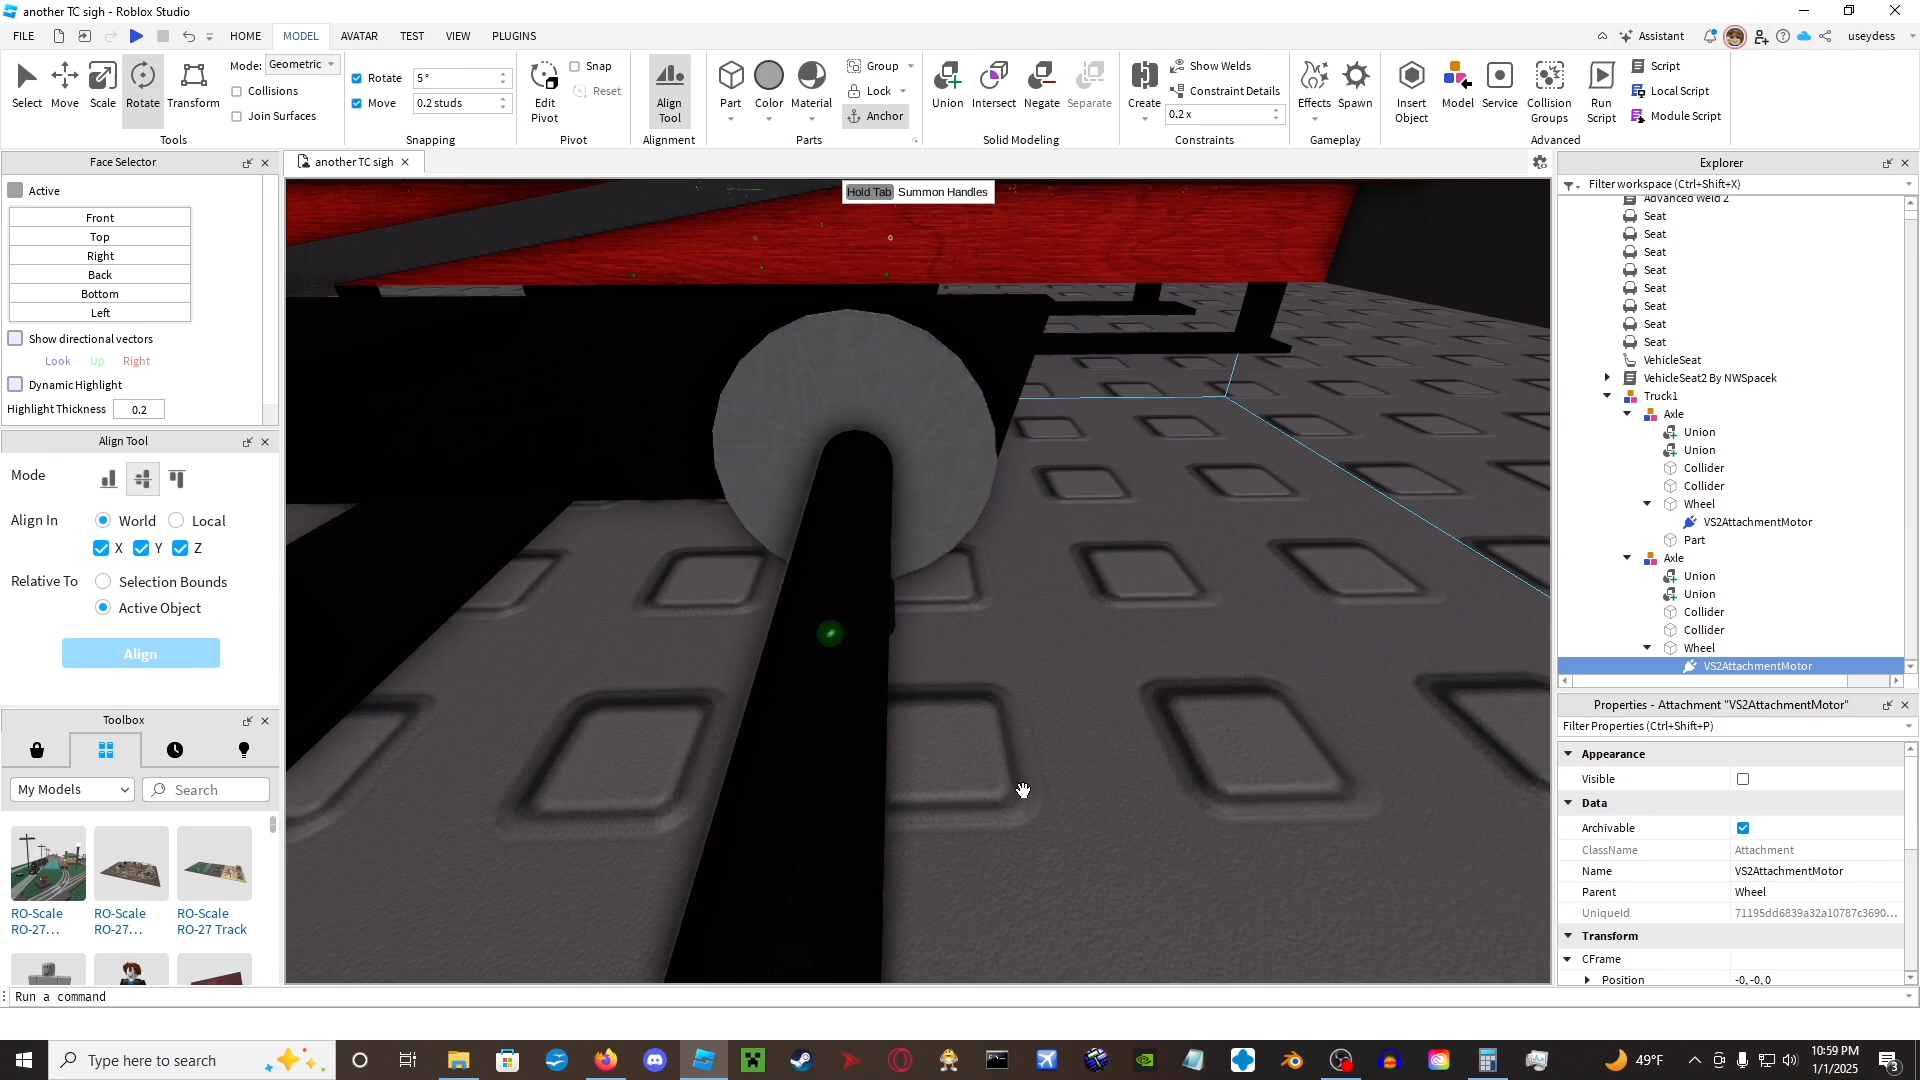 another TC sigh - Roblox Studio
FILE
HOME
MODEL
AVATAR
TEST
VIEW
PLUGINS
Assistant
useydess
Select
Move
Scale
Rotate
Transform
Mode:
Geometric
Collisions
Join Surfaces
Tools
Rotate
5 °
Move
0.2 studs
Snapping
Edit
Pivot
Snap
Reset
Pivot
Align
Tool
Alignment
Part
Color
Material
Group
Lock
Anchor
Parts
Union
Intersect
Negate
Separate
Solid Modeling
Create
Show Welds
Constraint Details
0.2 x
Constraints
Effects
Spawn
Gameplay
Insert
Object
Model
Service
Collision
Groups
Run
Script
Script
Local Script
Module Script
Advanced
Face Selector
Active
Front
Top
Right
Back
Bottom
Left
Show directional vectors
Look
Up
Right
Dynamic Highlight
Highlight Thickness
0.2
Align Tool
Mode
Align In
World
Local
X
Y
Z
Relative To
Selection Bounds
Active Object
Align
Toolbox
My Models
Search
RO-Scale
RO-27...
RO-Scale
RO-27...
RO-Scale
RO-27 Track
another TC sigh
Hold Tab
Summon Handles
Explorer
Filter workspace (Ctrl+Shift+X)
Advanced Weld 2
Seat
Seat
Seat
Seat
Seat
Seat
Seat
Seat
VehicleSeat
VehicleSeat2 By NWSpacek
Truck1
Axle
Union
Union
Collider
Collider
Wheel
VS2AttachmentMotor
Part
Axle
Union
Union
Collider
Collider
Wheel
VS2AttachmentMotor
Properties - Attachment "VS2AttachmentMotor"
Filter Properties (Ctrl+Shift+P)
Appearance
Visible
Data
Archivable
ClassName
Attachment
Name
VS2AttachmentMotor
Parent
Wheel
UniqueId
71195dd6839a32a10787c3690...
Transform
CFrame
Position
-0, -0, 0
Run a command
Type here to search
49°F
10:59 PM
1/1/2025
3